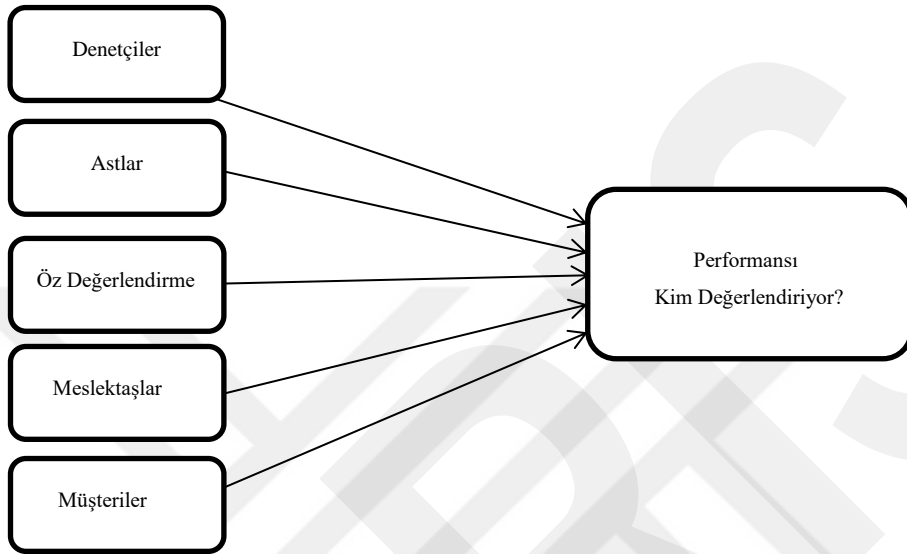 Denetçiler
Astlar
Öz Değerlendirme
Meslektaşlar
Müşteriler
Performansı
Kim Değerlendiriyor?